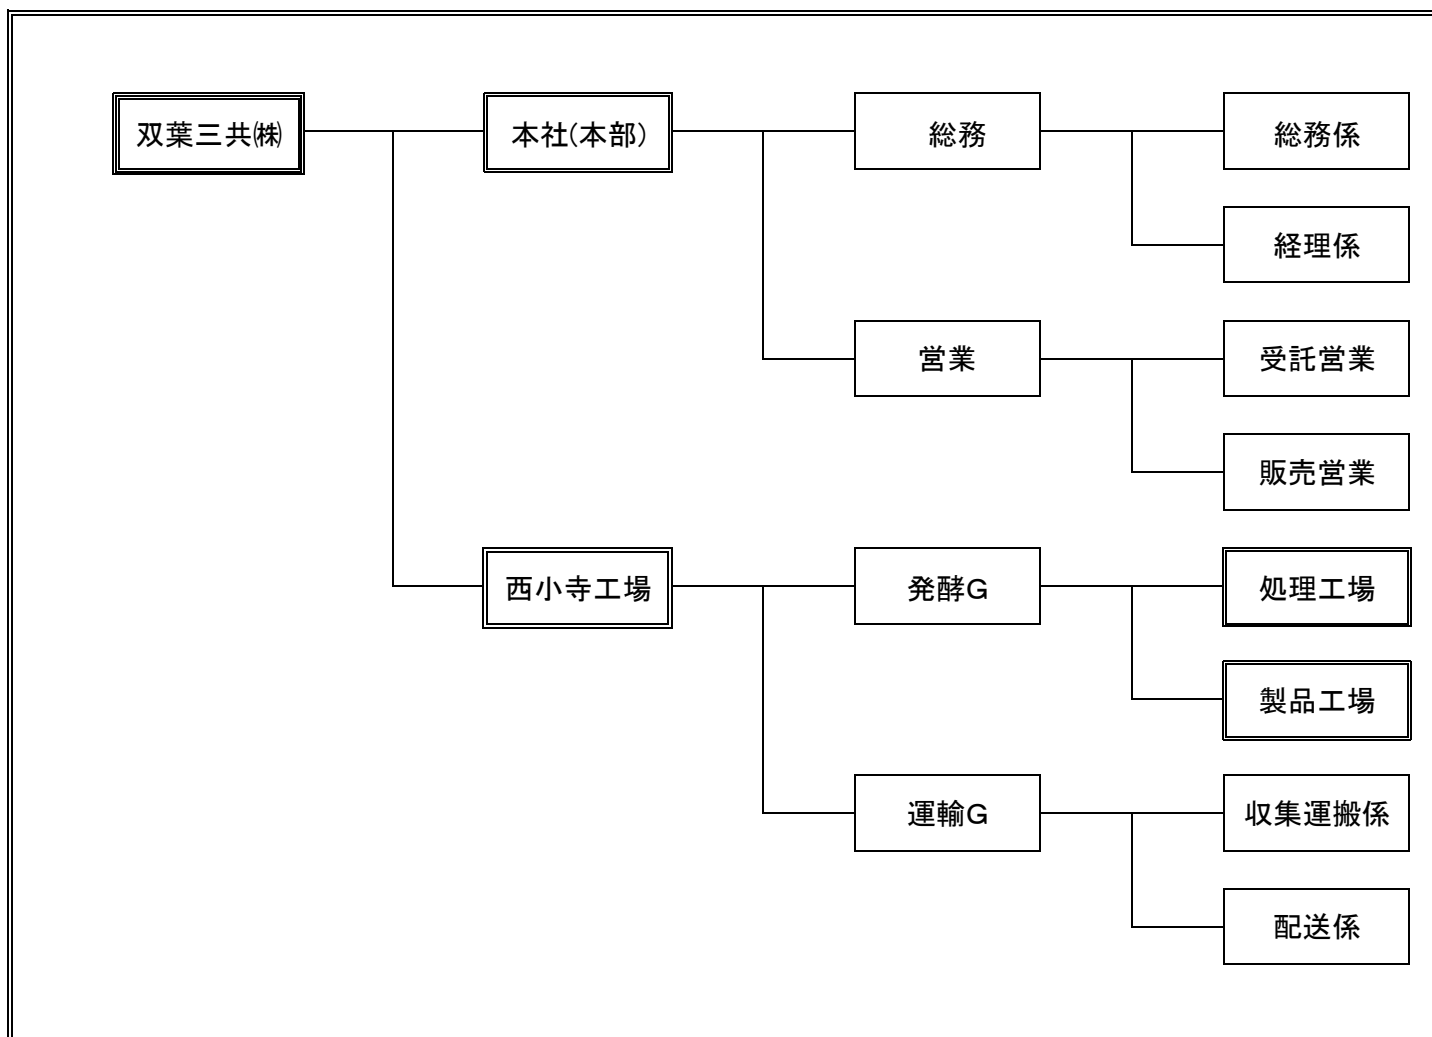 双葉三共㈱
本社(本部)
総務
総務係
経理係
営業
受託営業
販売営業
西小寺工場
発酵G
処理工場
製品工場
運輸G
収集運搬係
配送係